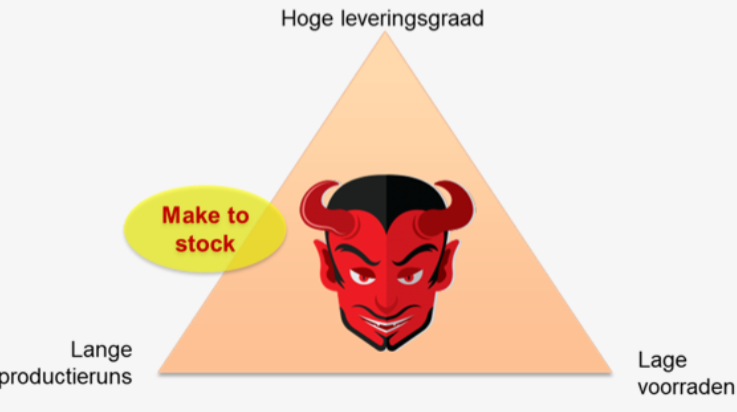 Hoge leveringsgraad
Make to
stock
Lange
productieruns
Lage
voorraden